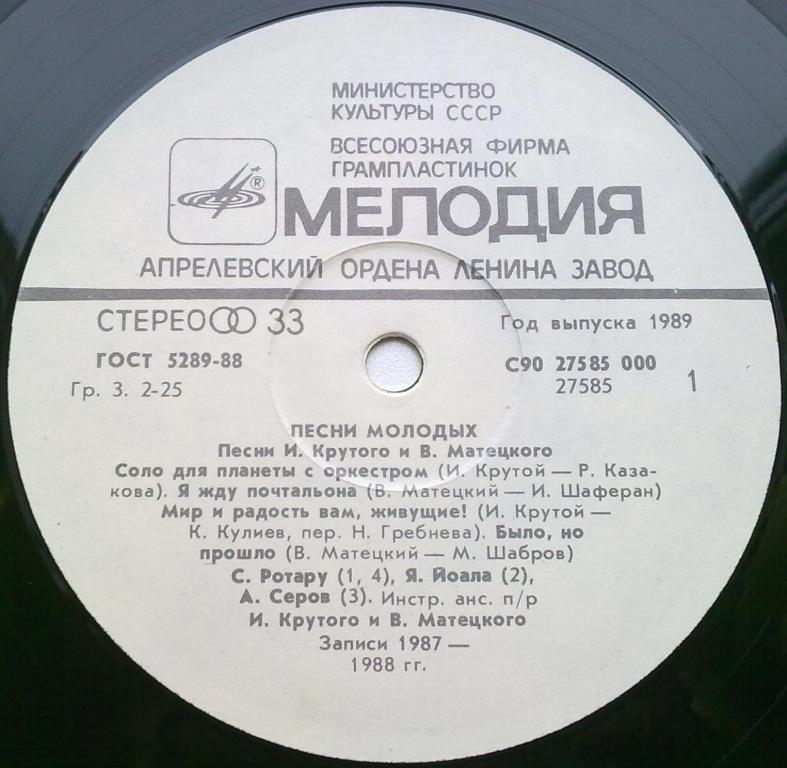 МИНИСТЕРСТВО
КУЛЬТУРЫ СССР
ВСЕСОЮЗНАЯ ФИРМА
ГРАМПЛАСТИНОК
®
МЕЛОДИЯ
АПРЕЛЕВСКИЙ ОРДЕНА ЛЕНИНА ЗАВОД
СТЕРЕО 33
Год выпуска 1989
ГОСТ 5289-88
С90 27585 000
Гр. 3. 2-25
27585
1
ПЕСНИ МОЛОДЫХ
Песни И. Крутого и В. Матецкого
Соло для планеты с оркестром (И. Крутой — Р. Каза-
кова). Я жду почтальона (В. Матецкий — И. Шаферан)
Мир и радость вам, живущие! (И. Крутой —
К. Кулиев, пер. Н. Гребнева). Было, но
прошло (В. Матецкий — М. Шабров)
С. Ротару (1, 4), Я. Йоала (2),
А. Серов (3). Инстр. анс. п/р
И. Крутого и В. Матецкого
Записи 1987 —
1988 гг.